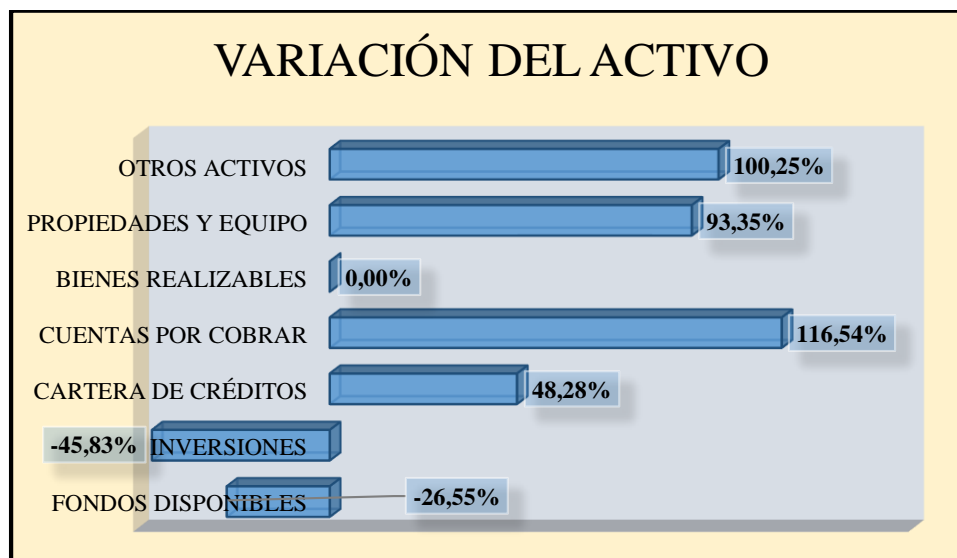 VARIACIÓN DEL ACTIVO
OTROS ACTIVOS 100,25%
PROPIEDADES Y EQUIPO 93,35%
BIENES REALIZABLES 0,00%
CUENTAS POR COBRAR 116,54%
CARTERA DE CRÉDITOS 48,28%
-45,83% INVERSIONES
FONDOS DISPONIBLES -26,55%